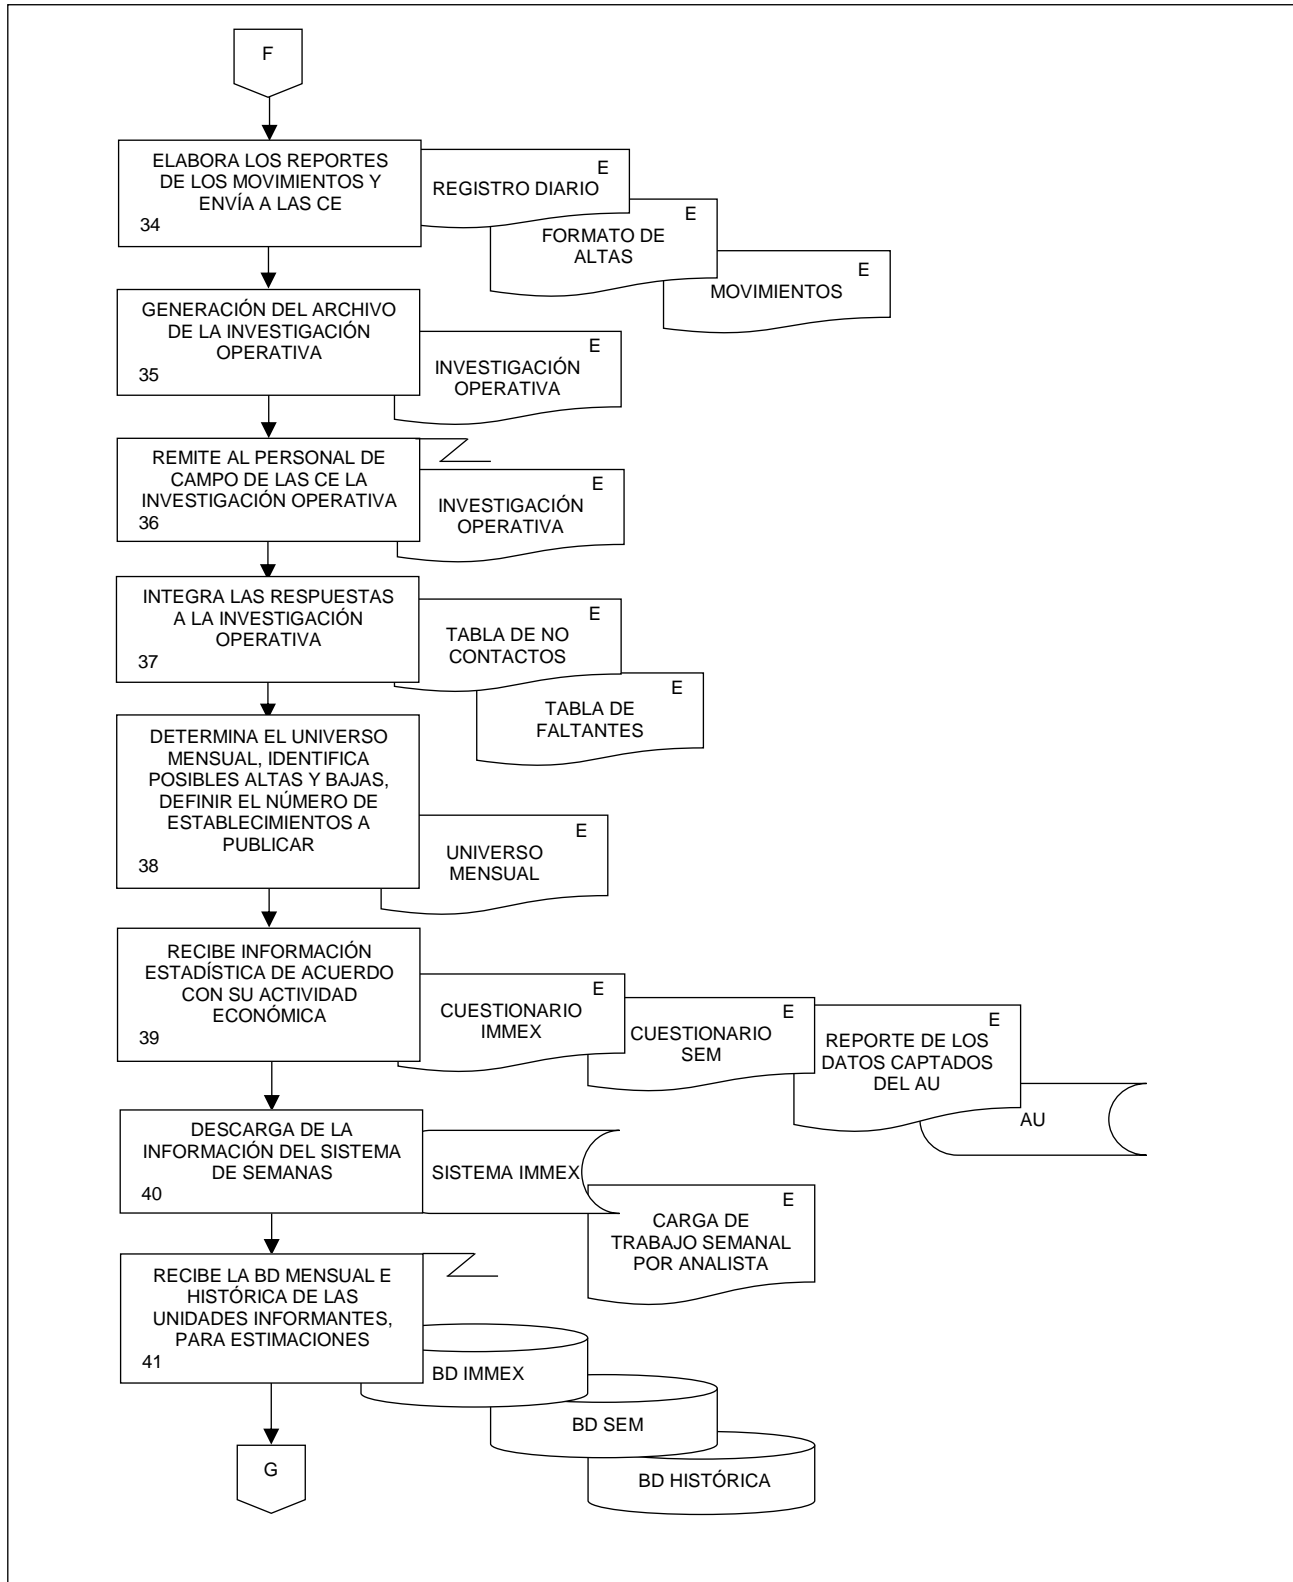 F
ELABORA LOS REPORTES
DE LOS MOVIMIENTOS Y
ENVÍA A LAS CE
34
E
REGISTRO DIARIO
E
FORMATO DE
ALTAS
E
MOVIMIENTOS
GENERACIÓN DEL ARCHIVO
DE LA INVESTIGACIÓN
OPERATIVA
35
E
INVESTIGACIÓN
OPERATIVA
REMITE AL PERSONAL DE
CAMPO DE LAS CE LA
INVESTIGACIÓN OPERATIVA
36
E
INVESTIGACIÓN
OPERATIVA
INTEGRA LAS RESPUESTAS
A LA INVESTIGACIÓN
OPERATIVA
37
E
TABLA DE NO
CONTACTOS
E
TABLA DE
FALTANTES
DETERMINA EL UNIVERSO
MENSUAL, IDENTIFICA
POSIBLES ALTAS Y BAJAS,
DEFINIR EL NÚMERO DE
ESTABLECIMIENTOS A
PUBLICAR
38
E
UNIVERSO
MENSUAL
RECIBE INFORMACIÓN
ESTADÍSTICA DE ACUERDO
CON SU ACTIVIDAD
ECONÓMICA
39
E
CUESTIONARIO
IMMEX
E
CUESTIONARIO
SEM
E
REPORTE DE LOS
DATOS CAPTADOS
DEL AU
AU
DESCARGA DE LA
INFORMACIÓN DEL SISTEMA
DE SEMANAS
40
SISTEMA IMMEX
E
CARGA DE
TRABAJO SEMANAL
POR ANALISTA
RECIBE LA BD MENSUAL E
HISTÓRICA DE LAS
UNIDADES INFORMANTES,
PARA ESTIMACIONES
41
BD IMMEX
BD SEM
BD HISTÓRICA
G